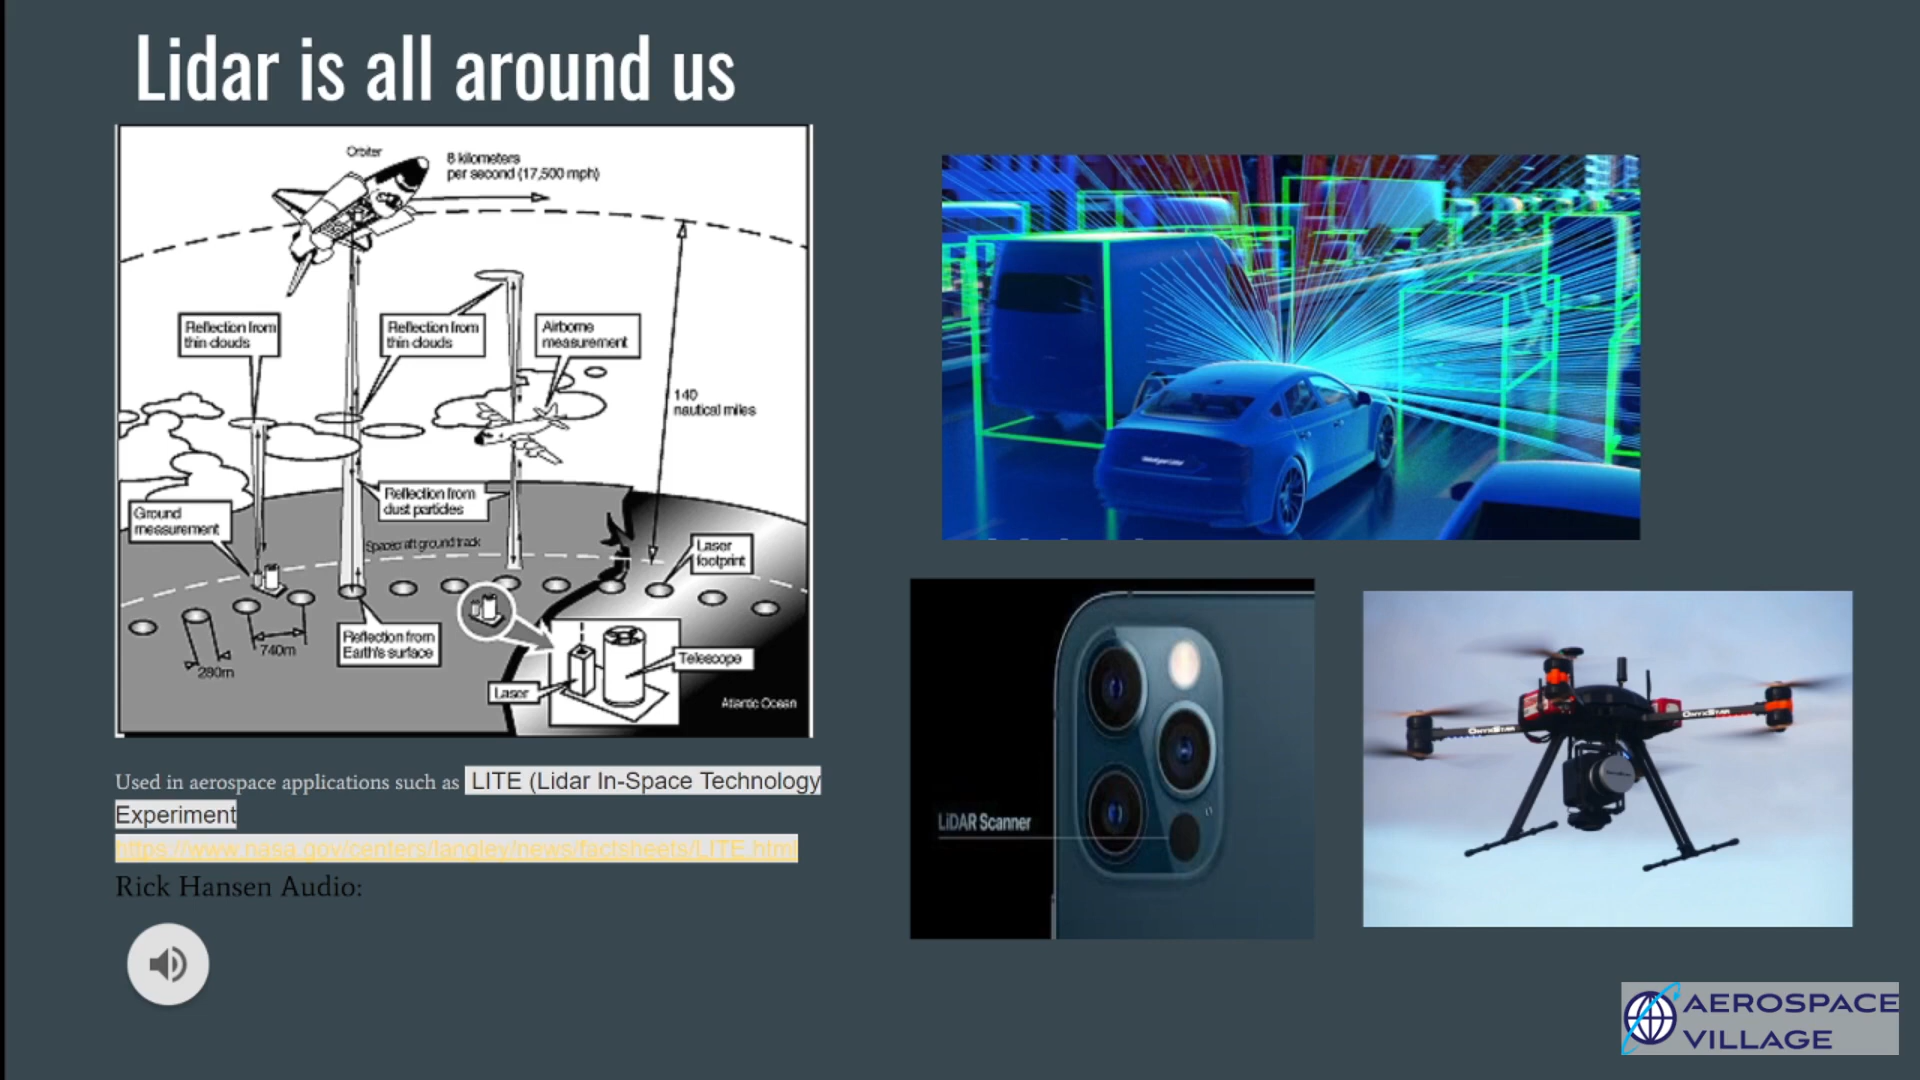 Lidar is all around us
Orbiter
8 kilometers
per second (17,500 mph)
Reflection from
thin clouds
Reflection from
thin clouds
Airborne
measurement
140
nautical miles
Ground
measurement
Reflection from
dust particles
Spacecraft ground track
Laser
footprint
740m
280m
Reflection from
Earth's surface
Telescope
Laser
Atlantic Ocean
Used in aerospace applications such as LITE (Lidar In-Space Technology
Experiment
https://www.nasa.gov/centers/langley/news/factsheets/LITE.html
Rick Hansen Audio:
LiDAR Scanner
ONYXSTAR
ONYXSTAR
AEROSPACE
VILLAGE